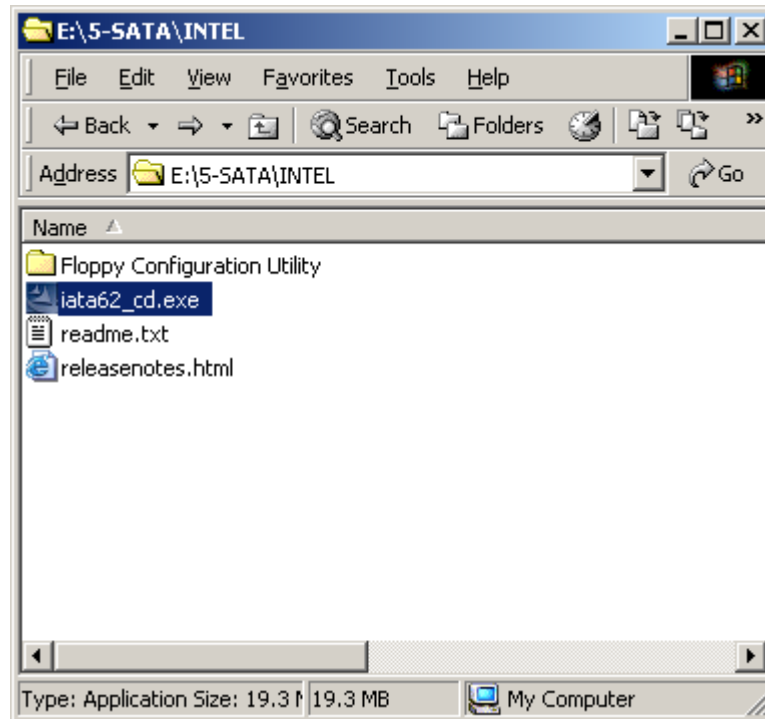 E:\5-SATA\INTEL
File Edit View Favorites Tools Help
Back Search Folders »
Address E:\5-SATA\INTEL Go
Name
Floppy Configuration Utility
iata62_cd.exe
readme.txt
releasenotes.html
Type: Application Size: 19.3 M 19.3 MB My Computer